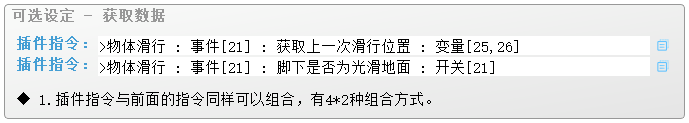 可选设定 - 获取数据
插件指令：>物体滑行 : 事件[21] : 获取上一次滑行位置 : 变量[25,26]
插件指令：>物体滑行 : 事件[21] : 脚下是否为光滑地面 : 开关[21]
◆ 1.插件指令与前面的指令同样可以组合，有4*2种组合方式。